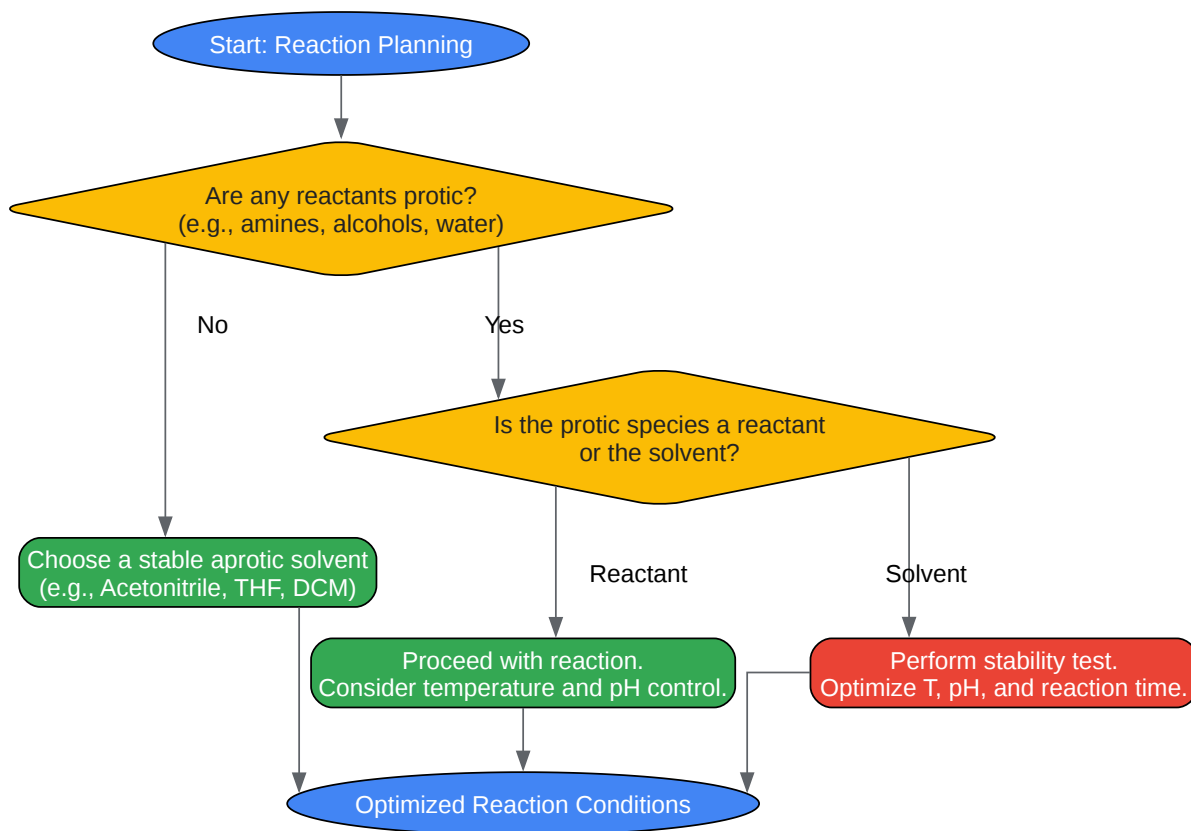 Start: Reaction Planning
Are any reactants protic?
(e.g., amines, alcohols, water)
No
Yes
Is the protic species a reactant
or the solvent?
Choose a stable aprotic solvent
(e.g., Acetonitrile, THF, DCM)
Reactant
Solvent
Proceed with reaction.
Consider temperature and pH control.
Perform stability test.
Optimize T, pH, and reaction time.
Optimized Reaction Conditions